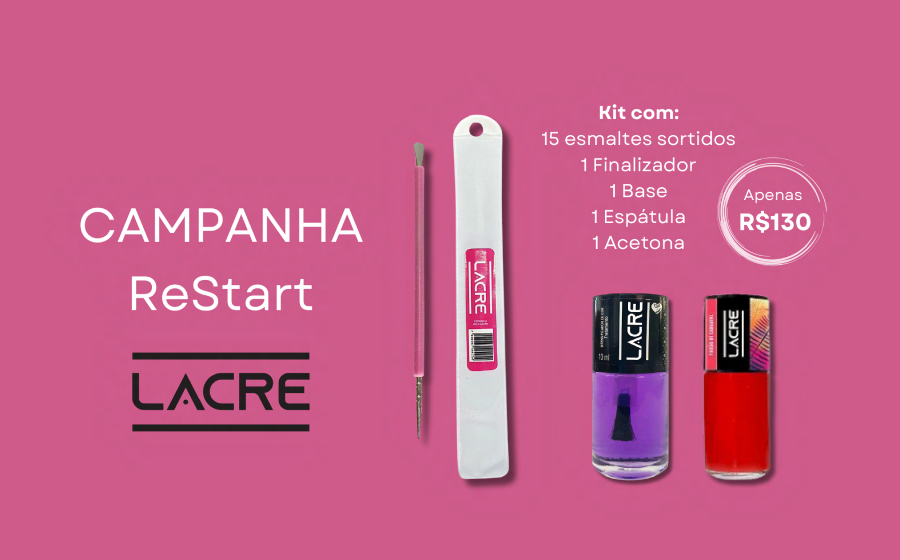 CAMPANHA
ReStart
LACRE
LACRE
Kit com:
15 esmaltes sortidos
1 Finalizador
1 Base
1 Espátula
1 Acetona
Apenas
R$130
LACRE
10 ml
LACRE